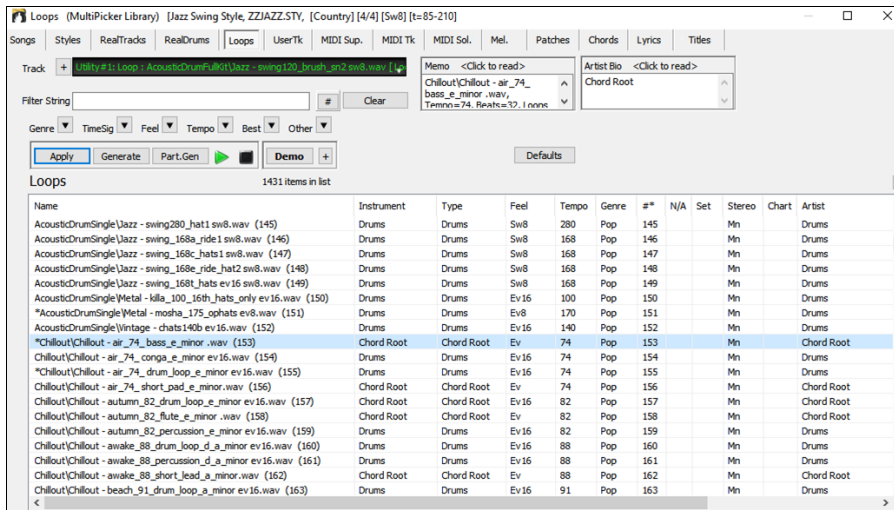 Loops (MultiPicker Library) [Jazz Swing Style, ZZJAZZ.STY, [Country] [4/4] [Sw8] [t=85-210]
Songs Styles RealTracks RealDrums Loops UserTk MIDI Sup. MIDI Tk MIDI Sol. Mel. Patches Chords Lyrics Titles
Track + Utility#1: Loop : AcousticDrumFullKit\Jazz - swing120_brush_sn2 sw8.wav
Memo <Click to read>
Chillout\Chillout - air_74_
bass_e_minor .wav,
Tempo=74, Beats=32, Loops
Artist Bio <Click to read>
Chord Root
Filter String # Clear
Genre TimeSig Feel Tempo Best Other
Apply Generate Part.Gen Demo + Defaults
Loops 1431 items in list
Name Instrument Type Feel Tempo Genre #* N/A Set Stereo Chart Artist
AcousticDrumSingle\Jazz - swing280_hat1 sw8.wav (145) Drums Drums Sw8 280 Pop 145 Mn Drums
AcousticDrumSingle\Jazz - swing_168a_ride1 sw8.wav (146) Drums Drums Sw8 168 Pop 146 Mn Drums
AcousticDrumSingle\Jazz - swing_168c_hats1 sw8.wav (147) Drums Drums Sw8 168 Pop 147 Mn Drums
AcousticDrumSingle\Jazz - swing_168e_ride_hat2 sw8.wav (148) Drums Drums Sw8 168 Pop 148 Mn Drums
AcousticDrumSingle\Jazz - swing_168t_hats ev16 sw8.wav (149) Drums Drums Sw8 168 Pop 149 Mn Drums
AcousticDrumSingle\Metal - killa_100_16th_hats_only ev16.wav (150) Drums Drums Ev16 100 Pop 150 Mn Drums
*AcousticDrumSingle\Metal - mosha_175_ophats ev8.wav (151) Drums Drums Ev8 170 Pop 151 Mn Drums
AcousticDrumSingle\Vintage - chats140b ev16.wav (152) Drums Drums Ev16 140 Pop 152 Mn Drums
*Chillout\Chillout - air_74_ bass_e_minor .wav (153) Chord Root Chord Root Ev 74 Pop 153 Mn Chord Root
Chillout\Chillout - air_74_ conga_e_minor ev16.wav (154) Drums Drums Ev16 74 Pop 154 Mn Drums
*Chillout\Chillout - air_74_ drum_loop_e_minor ev16.wav (155) Drums Drums Ev16 74 Pop 155 Mn Drums
Chillout\Chillout - air_74_ short_pad_e_minor.wav (156) Chord Root Chord Root Ev 74 Pop 156 Mn Chord Root
Chillout\Chillout - autumn_82_drum_loop_e_minor ev16.wav (157) Chord Root Chord Root Ev16 82 Pop 157 Mn Chord Root
Chillout\Chillout - autumn_82_flute_e_minor .wav (158) Chord Root Chord Root Ev 82 Pop 158 Mn Chord Root
Chillout\Chillout - autumn_82_percussion_e_minor ev16.wav (159) Drums Drums Ev16 82 Pop 159 Mn Drums
Chillout\Chillout - awake_88_drum_loop_d_a_minor ev16.wav (160) Drums Drums Ev16 88 Pop 160 Mn Drums
Chillout\Chillout - awake_88_percussion_d_a_minor ev16.wav (161) Drums Drums Ev16 88 Pop 161 Mn Drums
Chillout\Chillout - awake_88_short_lead_a_minor.wav (162) Chord Root Chord Root Ev 88 Pop 162 Mn Chord Root
Chillout\Chillout - beach_91_drum_loop_a_minor ev16.wav (163) Drums Drums Ev16 91 Pop 163 Mn Drums